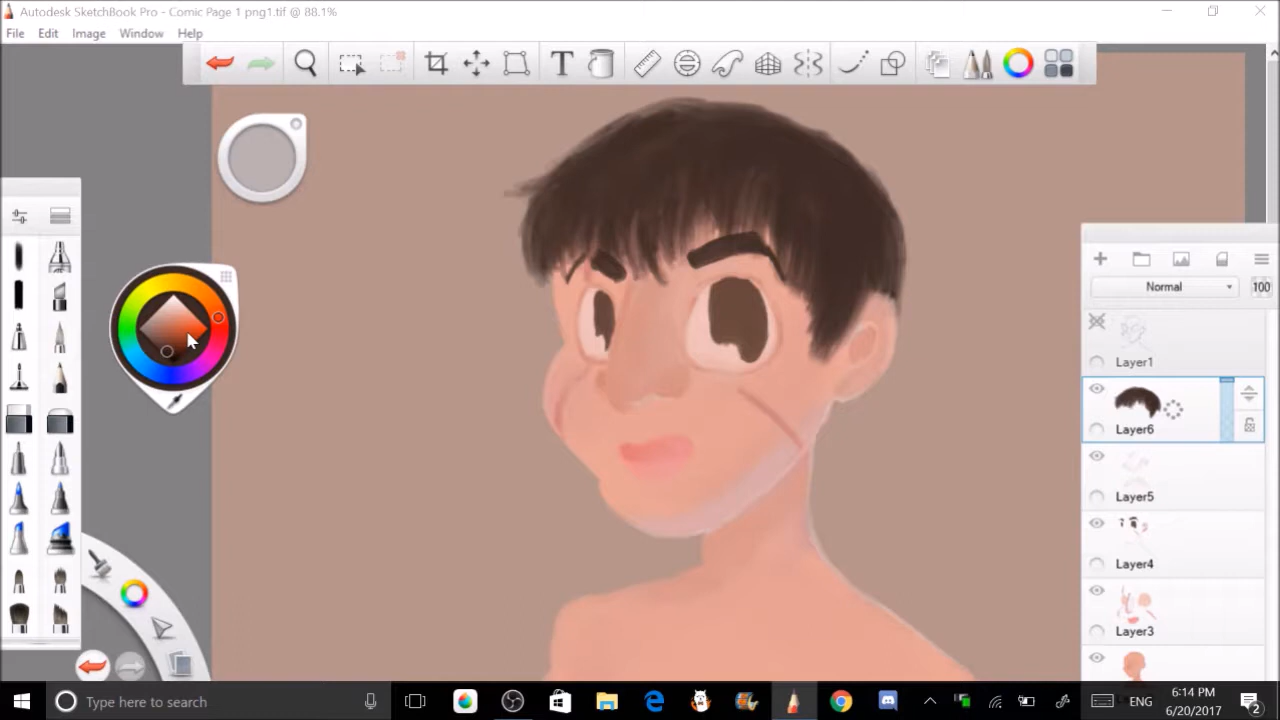 Autodesk SketchBook Pro - Comic Page 1 png1.tif @ 88.1%
File Edit Image Window Help
T
Normal 100
Layer1
Layer6
Layer5
Layer4
Layer3
Type here to search
ENG
6:14 PM
6/20/2017
2